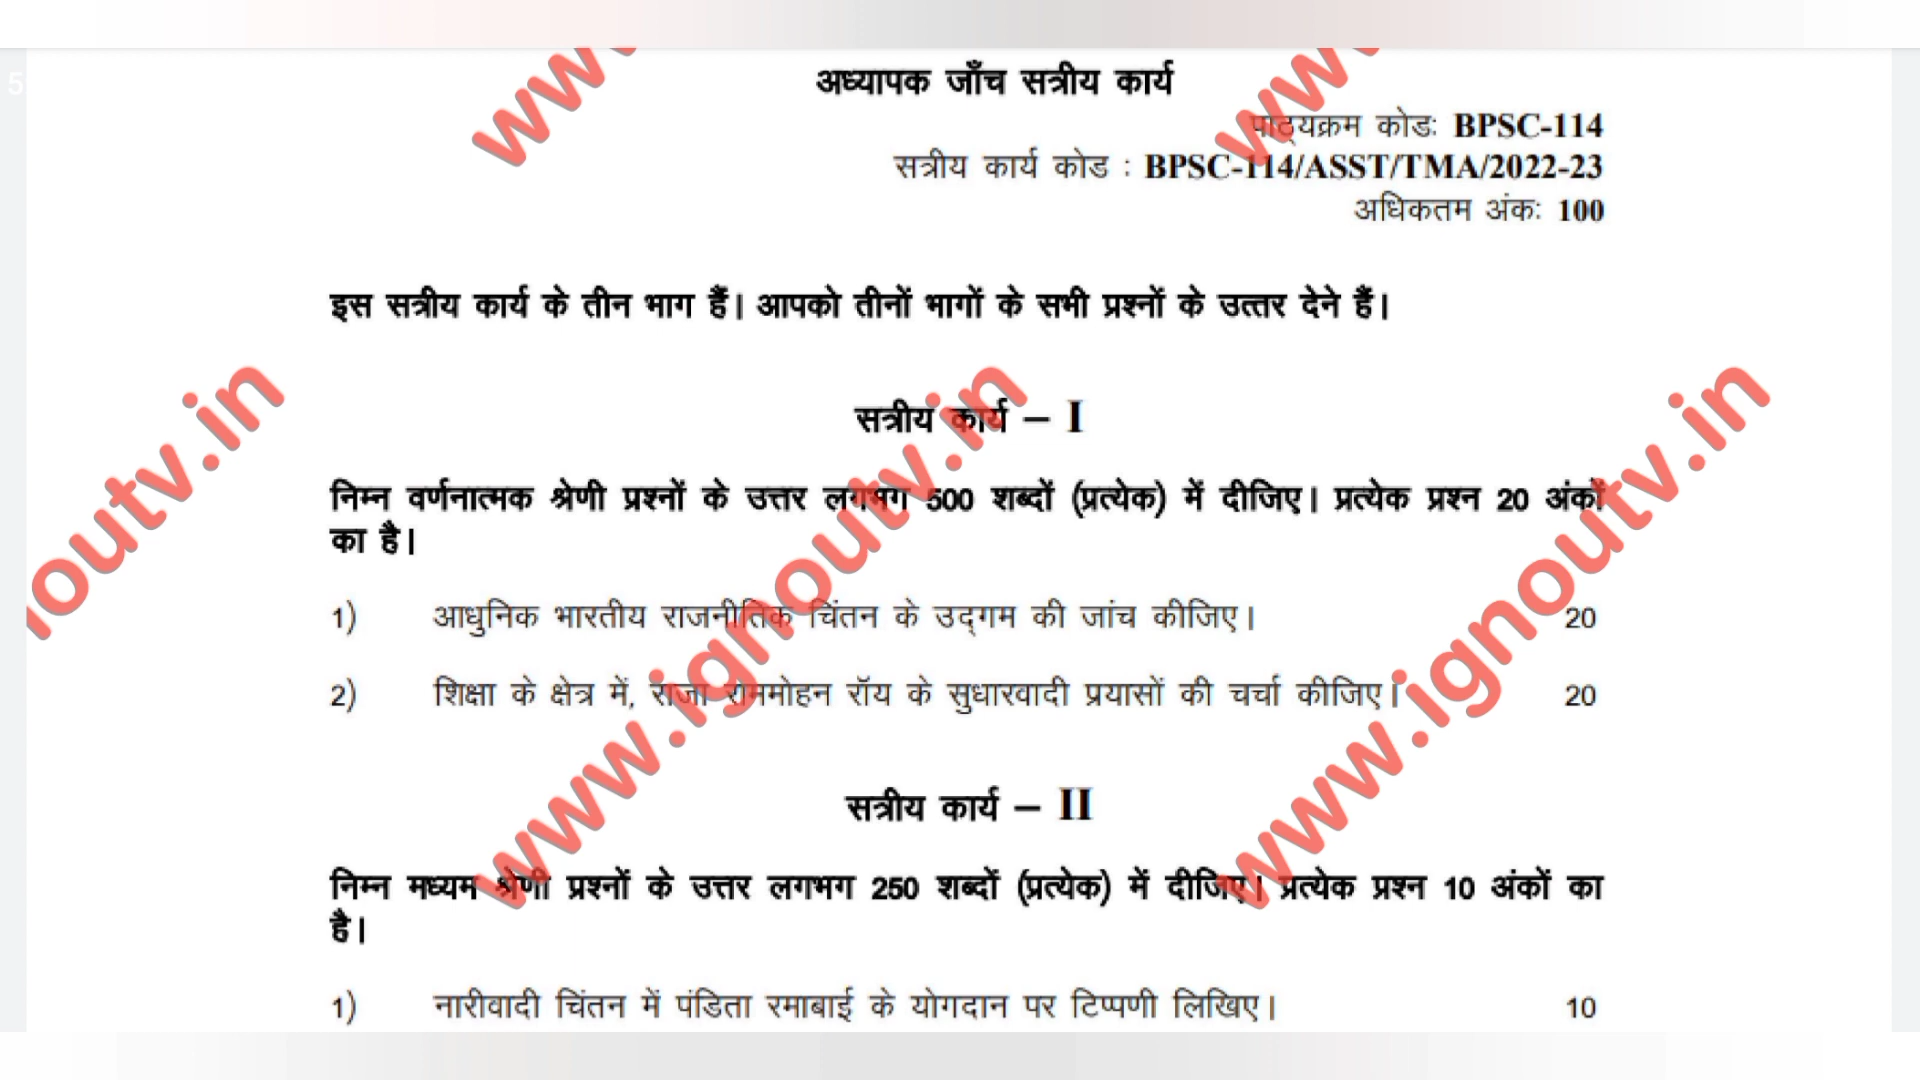 5
अध्यापक जाँच सत्रीय कार्य
पाठ्यक्रम कोडः BPSC-114
सत्रीय कार्य कोड : BPSC-114/ASST/TMA/2022-23
अधिकतम अंकः 100
इस सत्रीय कार्य के तीन भाग हैं। आपको तीनों भागों के सभी प्रश्नों के उत्तर देने हैं।
सत्रीय कार्य – I
निम्न वर्णनात्मक श्रेणी प्रश्नों के उत्तर लगभग 500 शब्दों (प्रत्येक) में दीजिए। प्रत्येक प्रश्न 20 अंकों
का है।
1) आधुनिक भारतीय राजनीतिक चिंतन के उद्गम की जांच कीजिए। 20
2) शिक्षा के क्षेत्र में, राजा राममोहन रॉय के सुधारवादी प्रयासों की चर्चा कीजिए। 20
सत्रीय कार्य – II
निम्न मध्यम श्रेणी प्रश्नों के उत्तर लगभग 250 शब्दों (प्रत्येक) में दीजिए। प्रत्येक प्रश्न 10 अंकों का
है।
1) नारीवादी चिंतन में पंडिता रमाबाई के योगदान पर टिप्पणी लिखिए। 10
www.ignoutv.in
www.ignoutv.in
outv.in
ww
ww